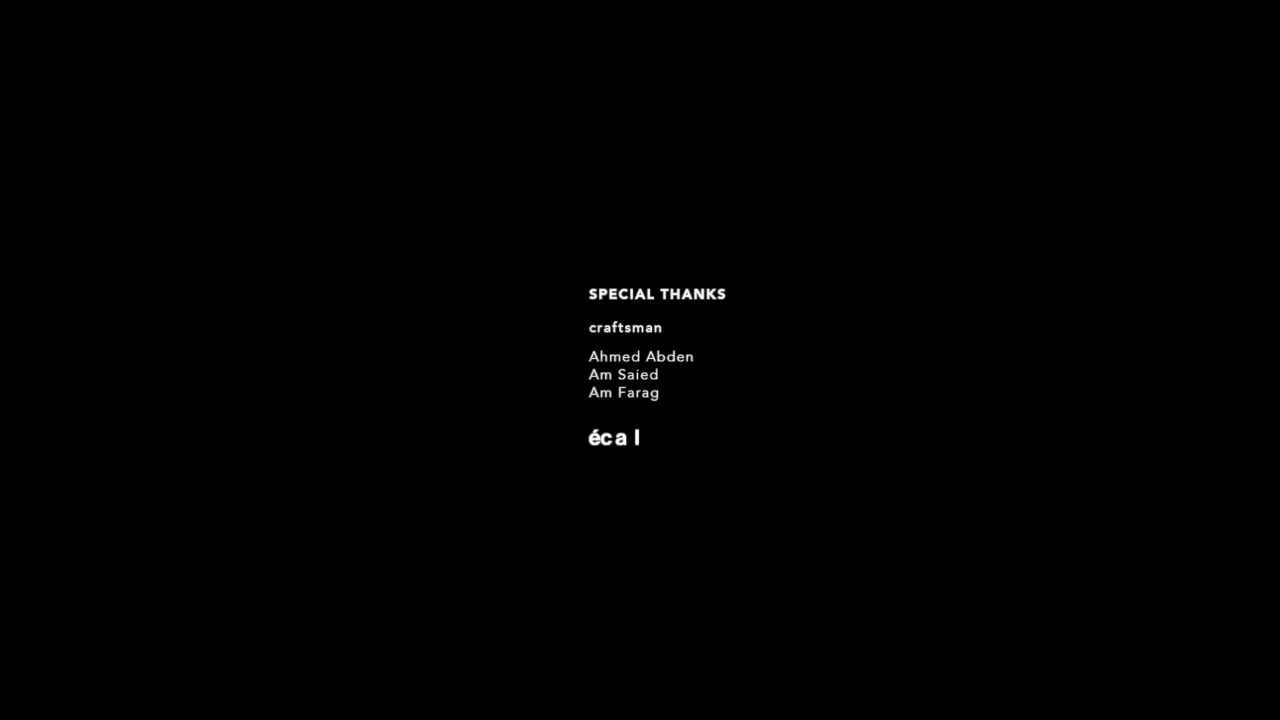 SPECIAL THANKS
craftsman
Ahmed Abden
Am Saied
Am Farag
écal